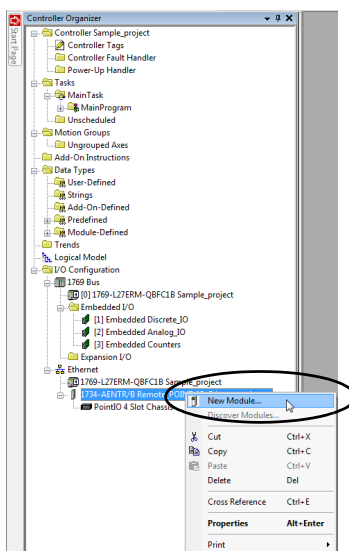 Controller Organizer
Start Page
Controller Sample_project
Controller Tags
Controller Fault Handler
Power-Up Handler
Tasks
MainTask
MainProgram
Unscheduled
Motion Groups
Ungrouped Axes
Add-On Instructions
Data Types
User-Defined
Strings
Add-On-Defined
Predefined
Module-Defined
Trends
Logical Model
I/O Configuration
1769 Bus
[0] 1769-L27ERM-QBFC1B Sample_project
Embedded I/O
[1] Embedded Discrete_IO
[2] Embedded Analog_IO
[3] Embedded Counters
Expansion I/O
Ethernet
1769-L27ERM-QBFC1B Sample_project
1734-AENTR/B Remote_POINT
PointIO 4 Slot Chassis
New Module...
Discover Modules...
Cut Ctrl+X
Copy Ctrl+C
Paste Ctrl+V
Delete Del
Cross Reference Ctrl+E
Properties Alt+Enter
Print